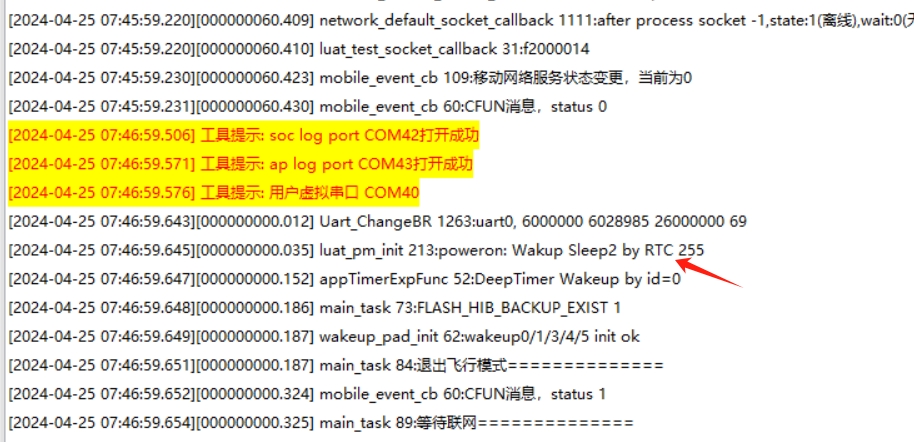 [2024-04-25 07:45:59.220][000000060.409] network_default_socket_callback 1111:after process socket -1,state:1(离线),wait:0(
[2024-04-25 07:45:59.220][000000060.410] luat_test_socket_callback 31:f2000014
[2024-04-25 07:45:59.230][000000060.423] mobile_event_cb 109:移动网络服务状态变更，当前为0
[2024-04-25 07:45:59.231][000000060.430] mobile_event_cb 60:CFUN消息，status 0
[2024-04-25 07:46:59.506] 工具提示: soc log port COM42打开成功
[2024-04-25 07:46:59.571] 工具提示: ap log port COM43打开成功
[2024-04-25 07:46:59.576] 工具提示: 用户虚拟串口 COM40
[2024-04-25 07:46:59.643][000000000.012] Uart_ChangeBR 1263:uart0, 6000000 6028985 26000000 69
[2024-04-25 07:46:59.645][000000000.035] luat_pm_init 213:poweron: Wakup Sleep2 by RTC 255
[2024-04-25 07:46:59.647][000000000.152] appTimerExpFunc 52:DeepTimer Wakeup by id=0
[2024-04-25 07:46:59.648][000000000.186] main_task 73:FLASH_HIB_BACKUP_EXIST 1
[2024-04-25 07:46:59.649][000000000.187] wakeup_pad_init 62:wakeup0/1/3/4/5 init ok
[2024-04-25 07:46:59.651][000000000.187] main_task 84:退出飞行模式==============
[2024-04-25 07:46:59.652][000000000.324] mobile_event_cb 60:CFUN消息，status 1
[2024-04-25 07:46:59.654][000000000.325] main_task 89:等待联网==============